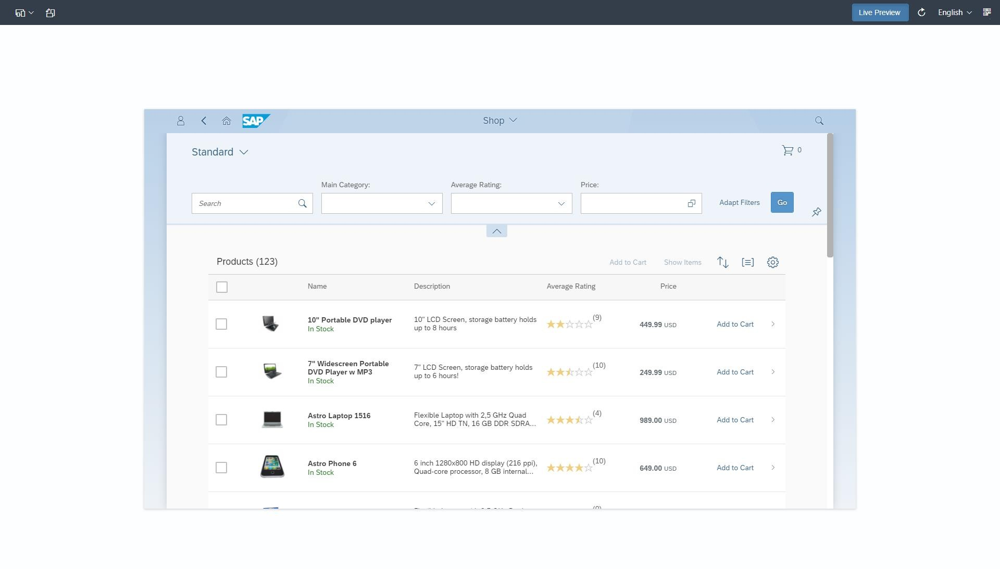 Live Preview
English
SAP
Shop
Standard
0
Main Category:
Average Rating:
Price:
Search
Adapt Filters
Go
Products (123)
Add to Cart
Show Items
Name
Description
Average Rating
Price
10" Portable DVD player
In Stock
10" LCD Screen, storage battery holds
up to 8 hours
(9)
449.99 USD
Add to Cart
7" Widescreen Portable
DVD Player w MP3
In Stock
7" LCD Screen, storage battery holds
up to 6 hours!
(10)
249.99 USD
Add to Cart
Astro Laptop 1516
In Stock
Flexible Laptop with 2,5 GHz Quad
Core, 15" HD TN, 16 GB DDR SDRA...
(4)
989.00 USD
Add to Cart
Astro Phone 6
In Stock
6 inch 1280x800 HD display (216 ppi),
Quad-core processor, 8 GB internal...
(10)
649.00 USD
Add to Cart